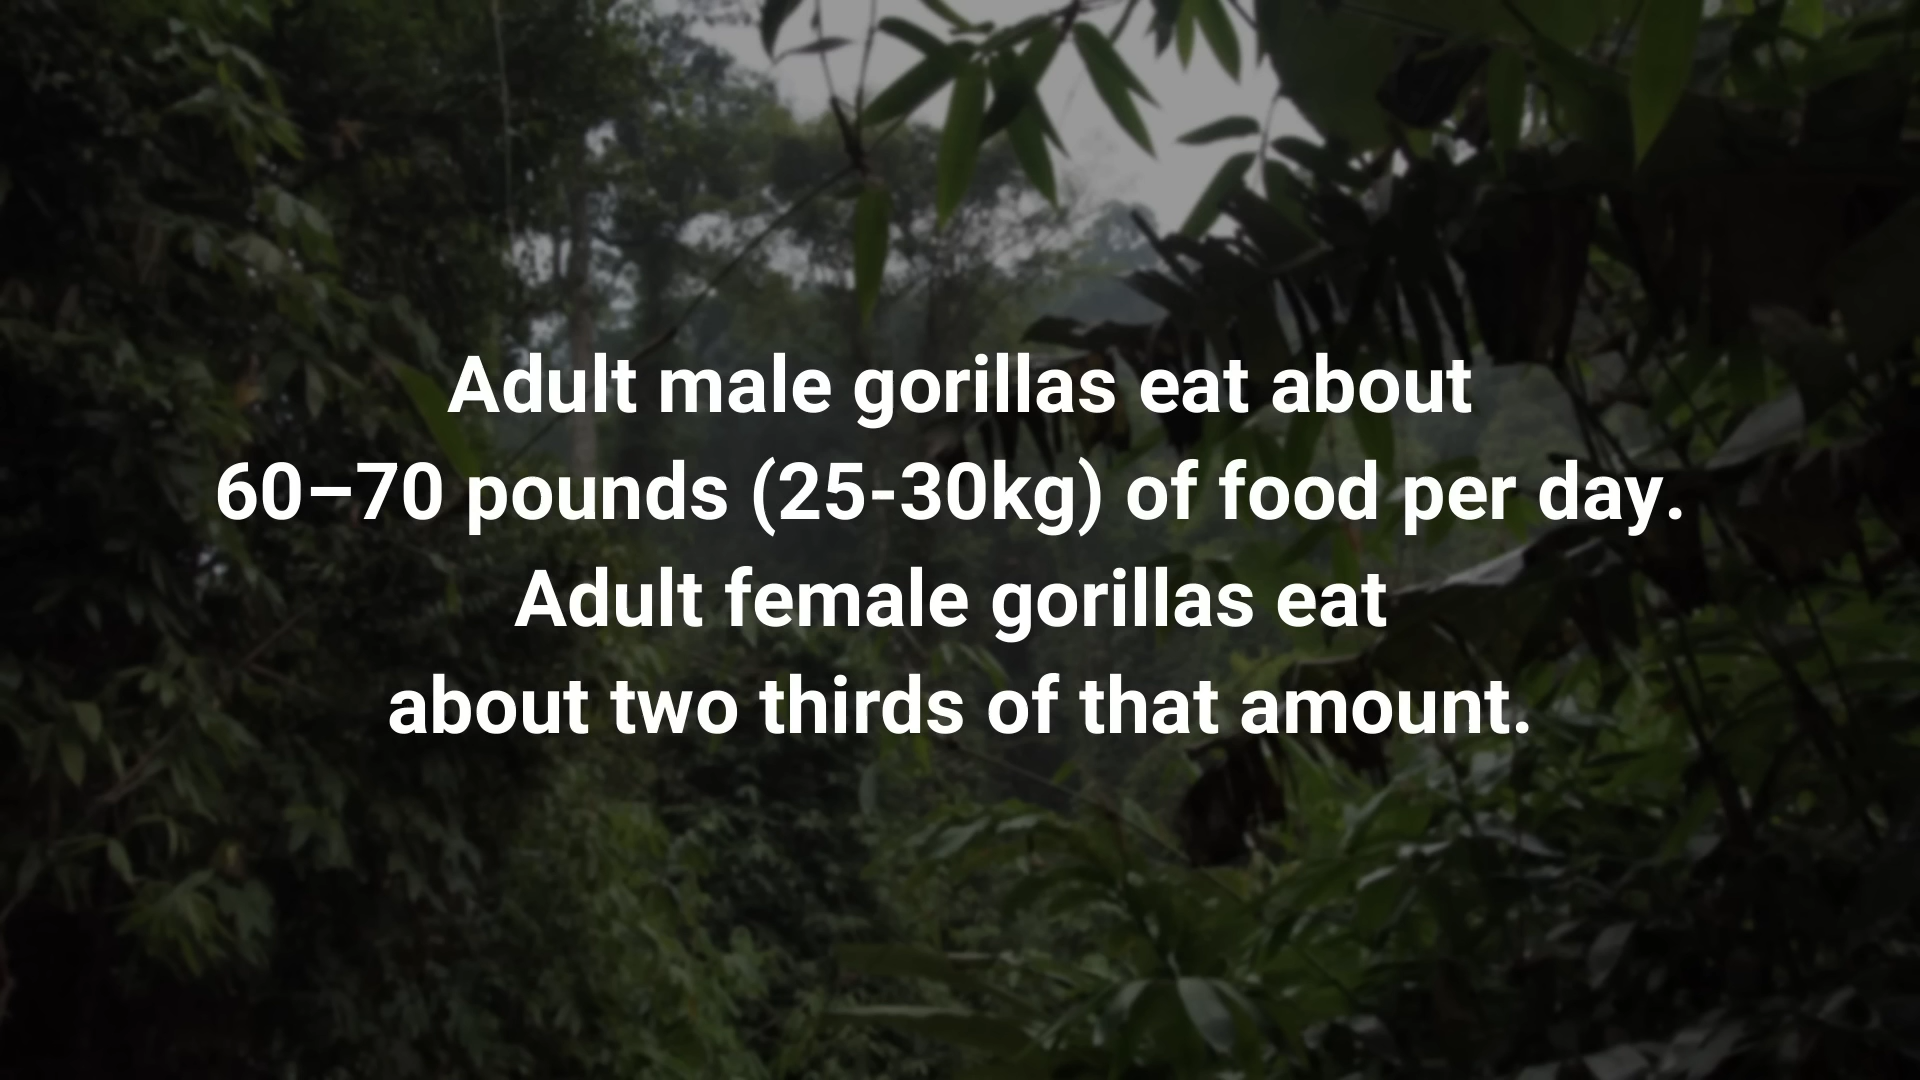 Adult male gorillas eat about
60–70 pounds (25-30kg) of food per day.
Adult female gorillas eat
about two thirds of that amount.